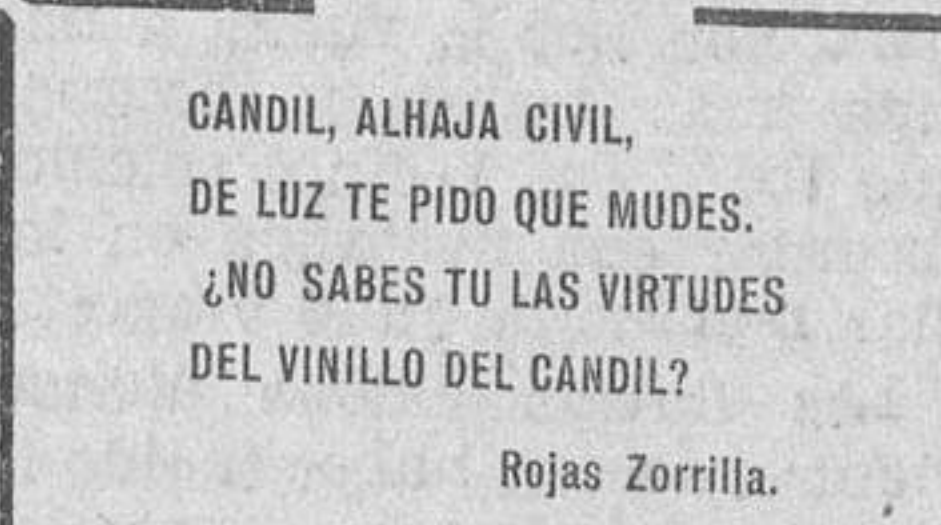 CANDIL, ALHAJA CIVIL,
DE LUZ TE PIDO QUE MUDES.
¿NO SABES TU LAS VIRTUDES
DEL VINILLO DEL CANDIL?
Rojas Zorrilla.